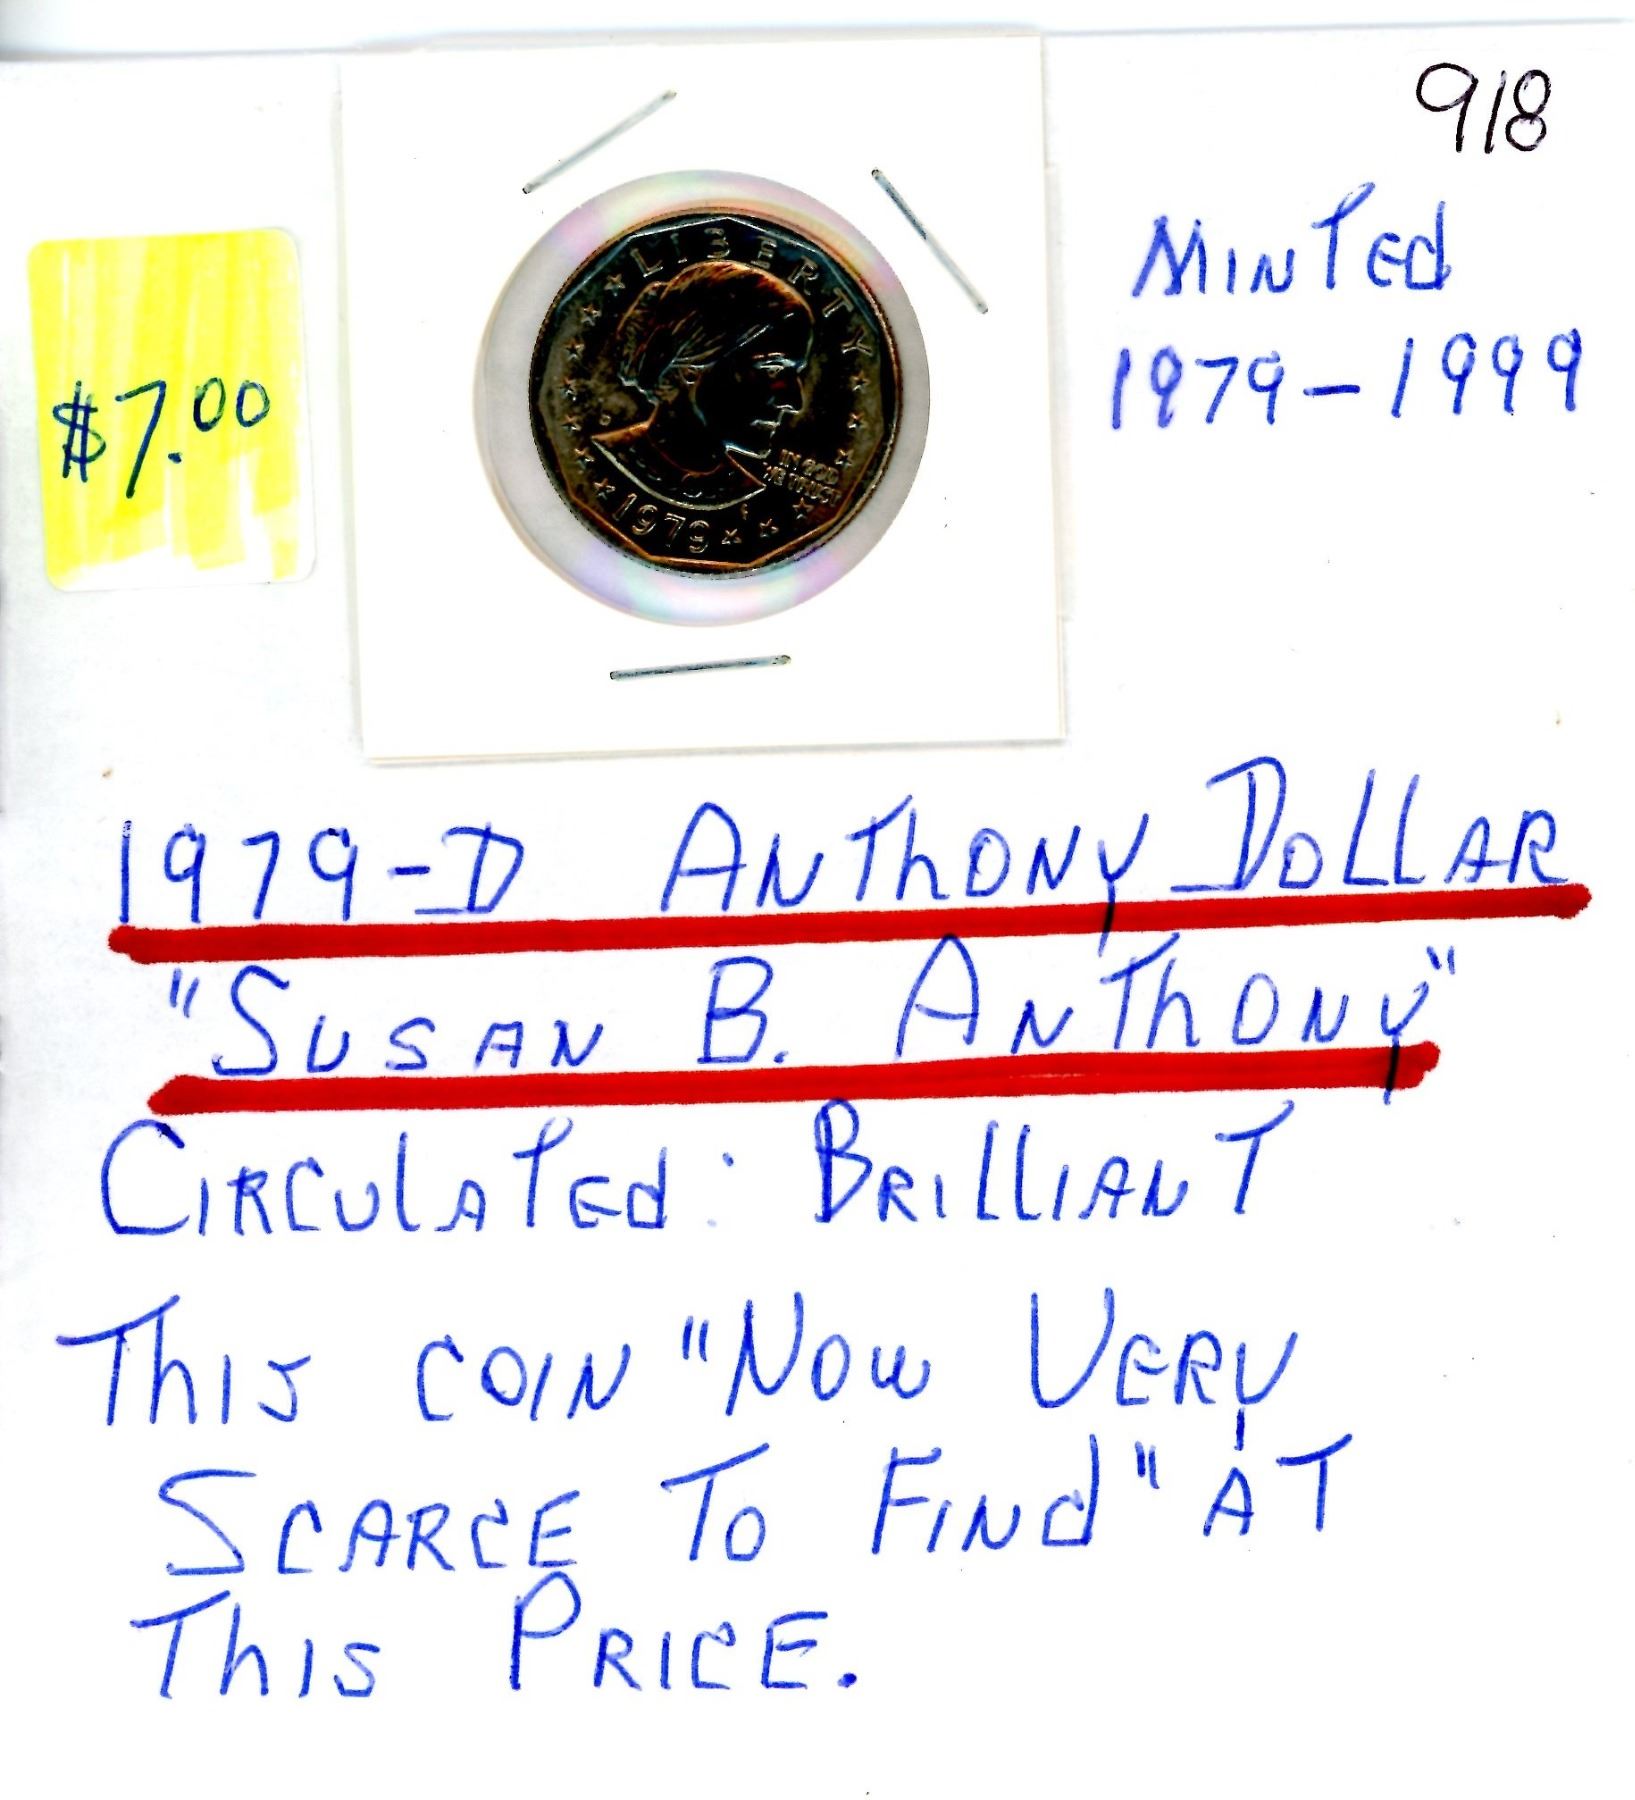 918
MINTEd
1979-1999
$7.00
LIBERTY
D
IN GOD
WE TRUST
1979
1979-D ANThONY DOLLAR
"SUSAN B. ANThONY"
CIRCULATEd: BRILLIANT
ThIS COIN "NOW VERY
SCARCE TO FINd" AT
ThIS PRICE.